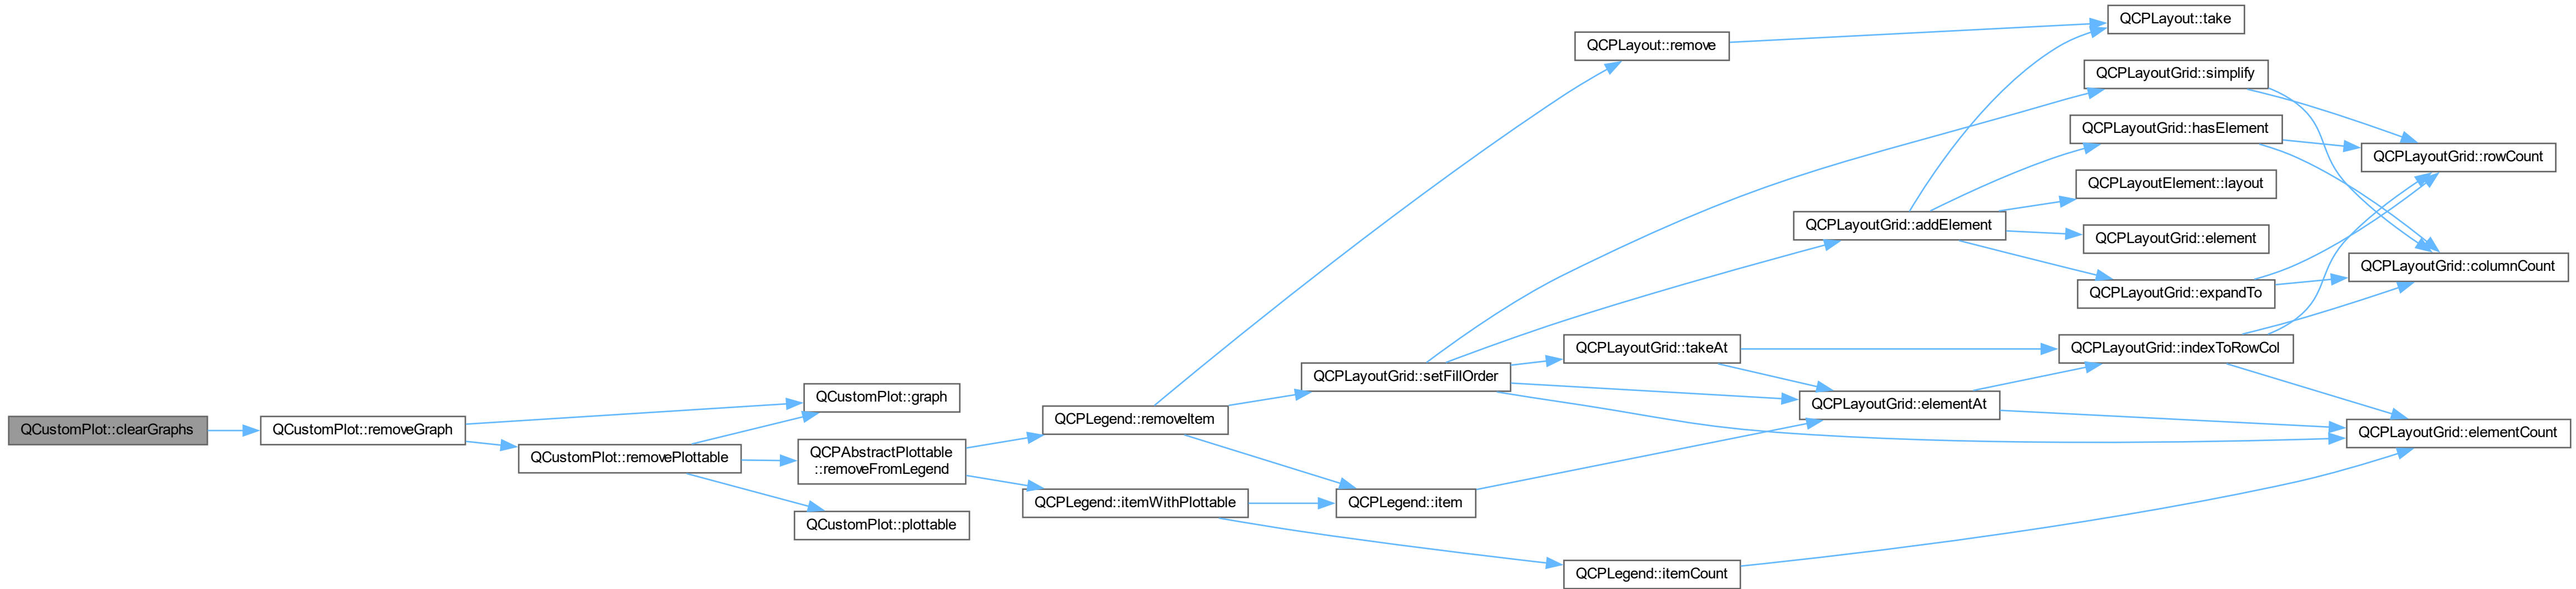 QCustomPlot::clearGraphs
QCustomPlot::removeGraph
QCustomPlot::graph
QCustomPlot::removePlottable
QCPAbstractPlottable
::removeFromLegend
QCustomPlot::plottable
QCPLegend::removeItem
QCPLegend::itemWithPlottable
QCPLayoutGrid::setFillOrder
QCPLegend::item
QCPLayout::remove
QCPLayoutGrid::takeAt
QCPLegend::itemCount
QCPLayoutGrid::addElement
QCPLayoutGrid::elementAt
QCPLayout::take
QCPLayoutGrid::simplify
QCPLayoutGrid::hasElement
QCPLayoutElement::layout
QCPLayoutGrid::element
QCPLayoutGrid::expandTo
QCPLayoutGrid::indexToRowCol
QCPLayoutGrid::rowCount
QCPLayoutGrid::columnCount
QCPLayoutGrid::elementCount